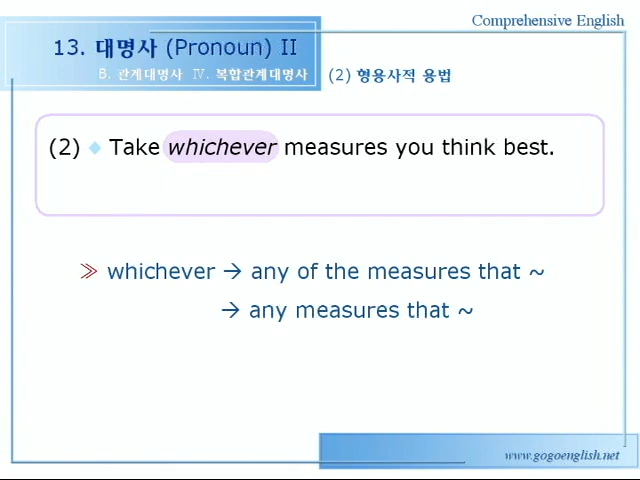 Comprehensive English
13. 대명사 (Pronoun) II
B. 관계대명사 Ⅳ. 복합관계대명사 (2) 형용사적 용법
(2) ◆ Take whichever measures you think best.
≫ whichever → any of the measures that ~
→ any measures that ~
www.gogoenglish.net